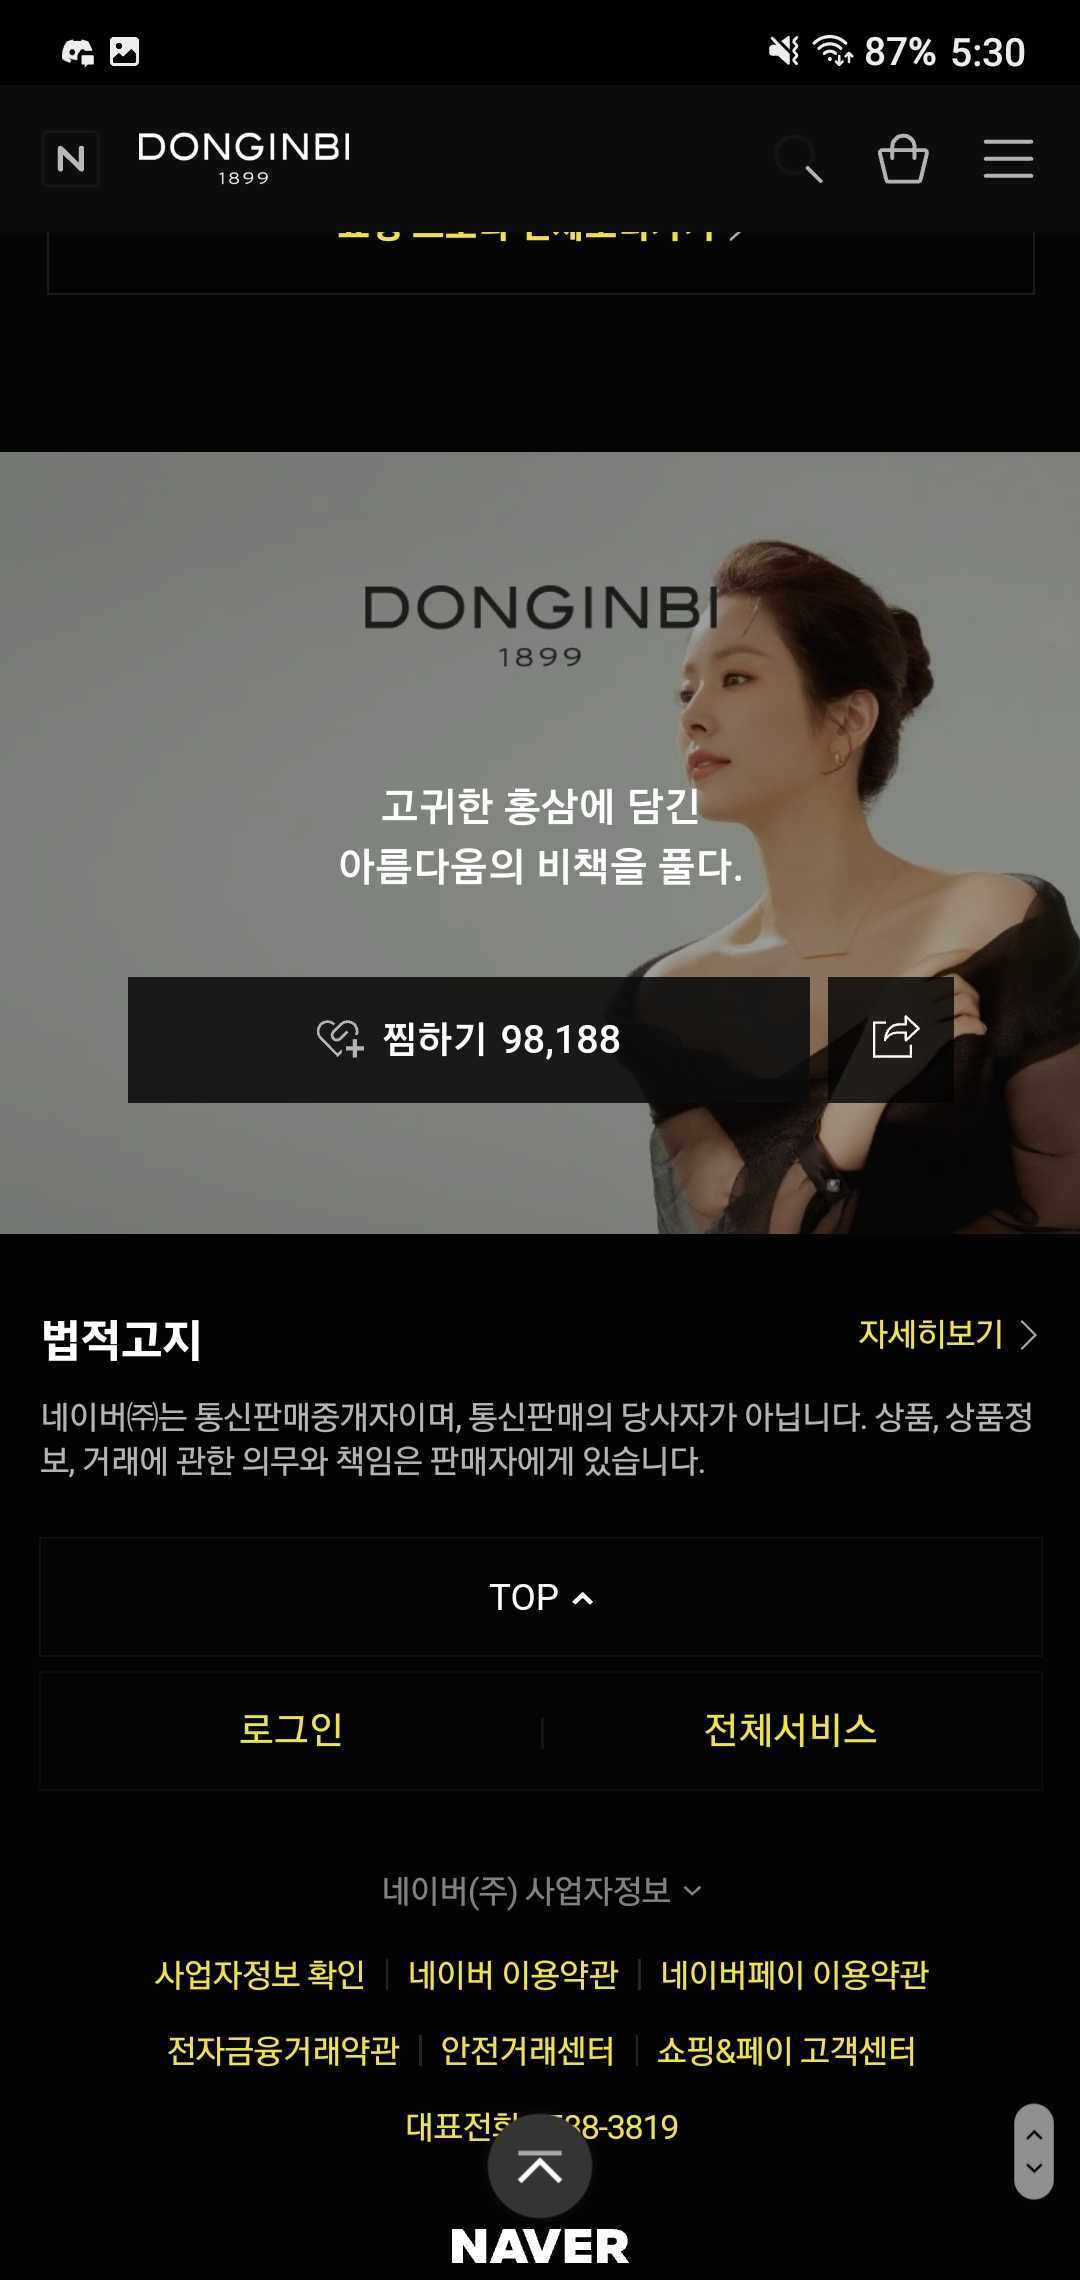 87% 5:30
N DONGINBI
1899
DONGINBI
1899
고귀한 홍삼에 담긴
아름다움의 비책을 풀다.
찜하기 98,188
법적고지 자세히보기
네이버㈜는 통신판매중개자이며, 통신판매의 당사자가 아닙니다. 상품, 상품정
보, 거래에 관한 의무와 책임은 판매자에게 있습니다.
TOP
로그인 전체서비스
네이버(주) 사업자정보
사업자정보 확인 네이버 이용약관 네이버페이 이용약관
전자금융거래약관 안전거래센터 쇼핑&페이 고객센터
대표전화 88-3819
NAVER